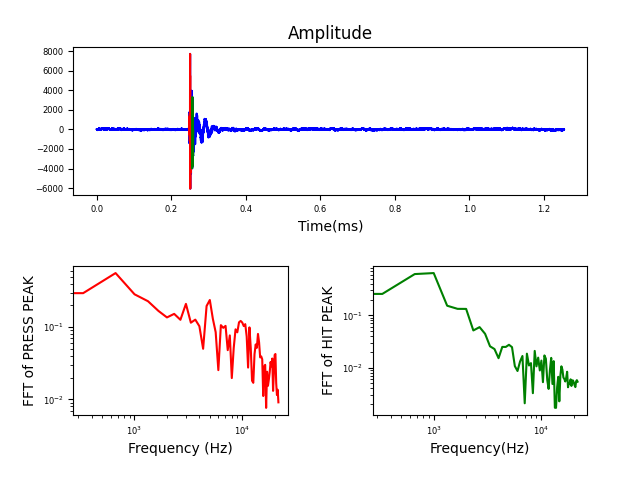 Amplitude
8000
6000
4000
2000
0
−2000
−4000
−6000
0.0 0.2 0.4 0.6 0.8 1.0 1.2
Time(ms)
FFT of PRESS PEAK
10⁻¹
10⁻²
10³ 10⁴
Frequency (Hz)
FFT of HIT PEAK
10⁻¹
10⁻²
10³ 10⁴
Frequency(Hz)